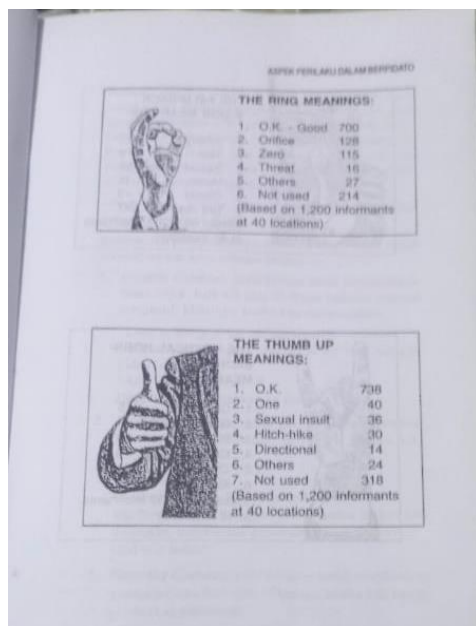 ASPEK PERILAKU DALAM BERPIDATO
THE RING MEANINGS:
1. O.K. - Good 700
2. Orifice 128
3. Zero 115
4. Threat 16
5. Others 27
6. Not used 214
(Based on 1,200 informants
at 40 locations)
THE THUMB UP
MEANINGS:
1. O.K. 738
2. One 40
3. Sexual insult 36
4. Hitch-hike 30
5. Directional 14
6. Others 24
7. Not used 318
(Based on 1,200 informants
at 40 locations)